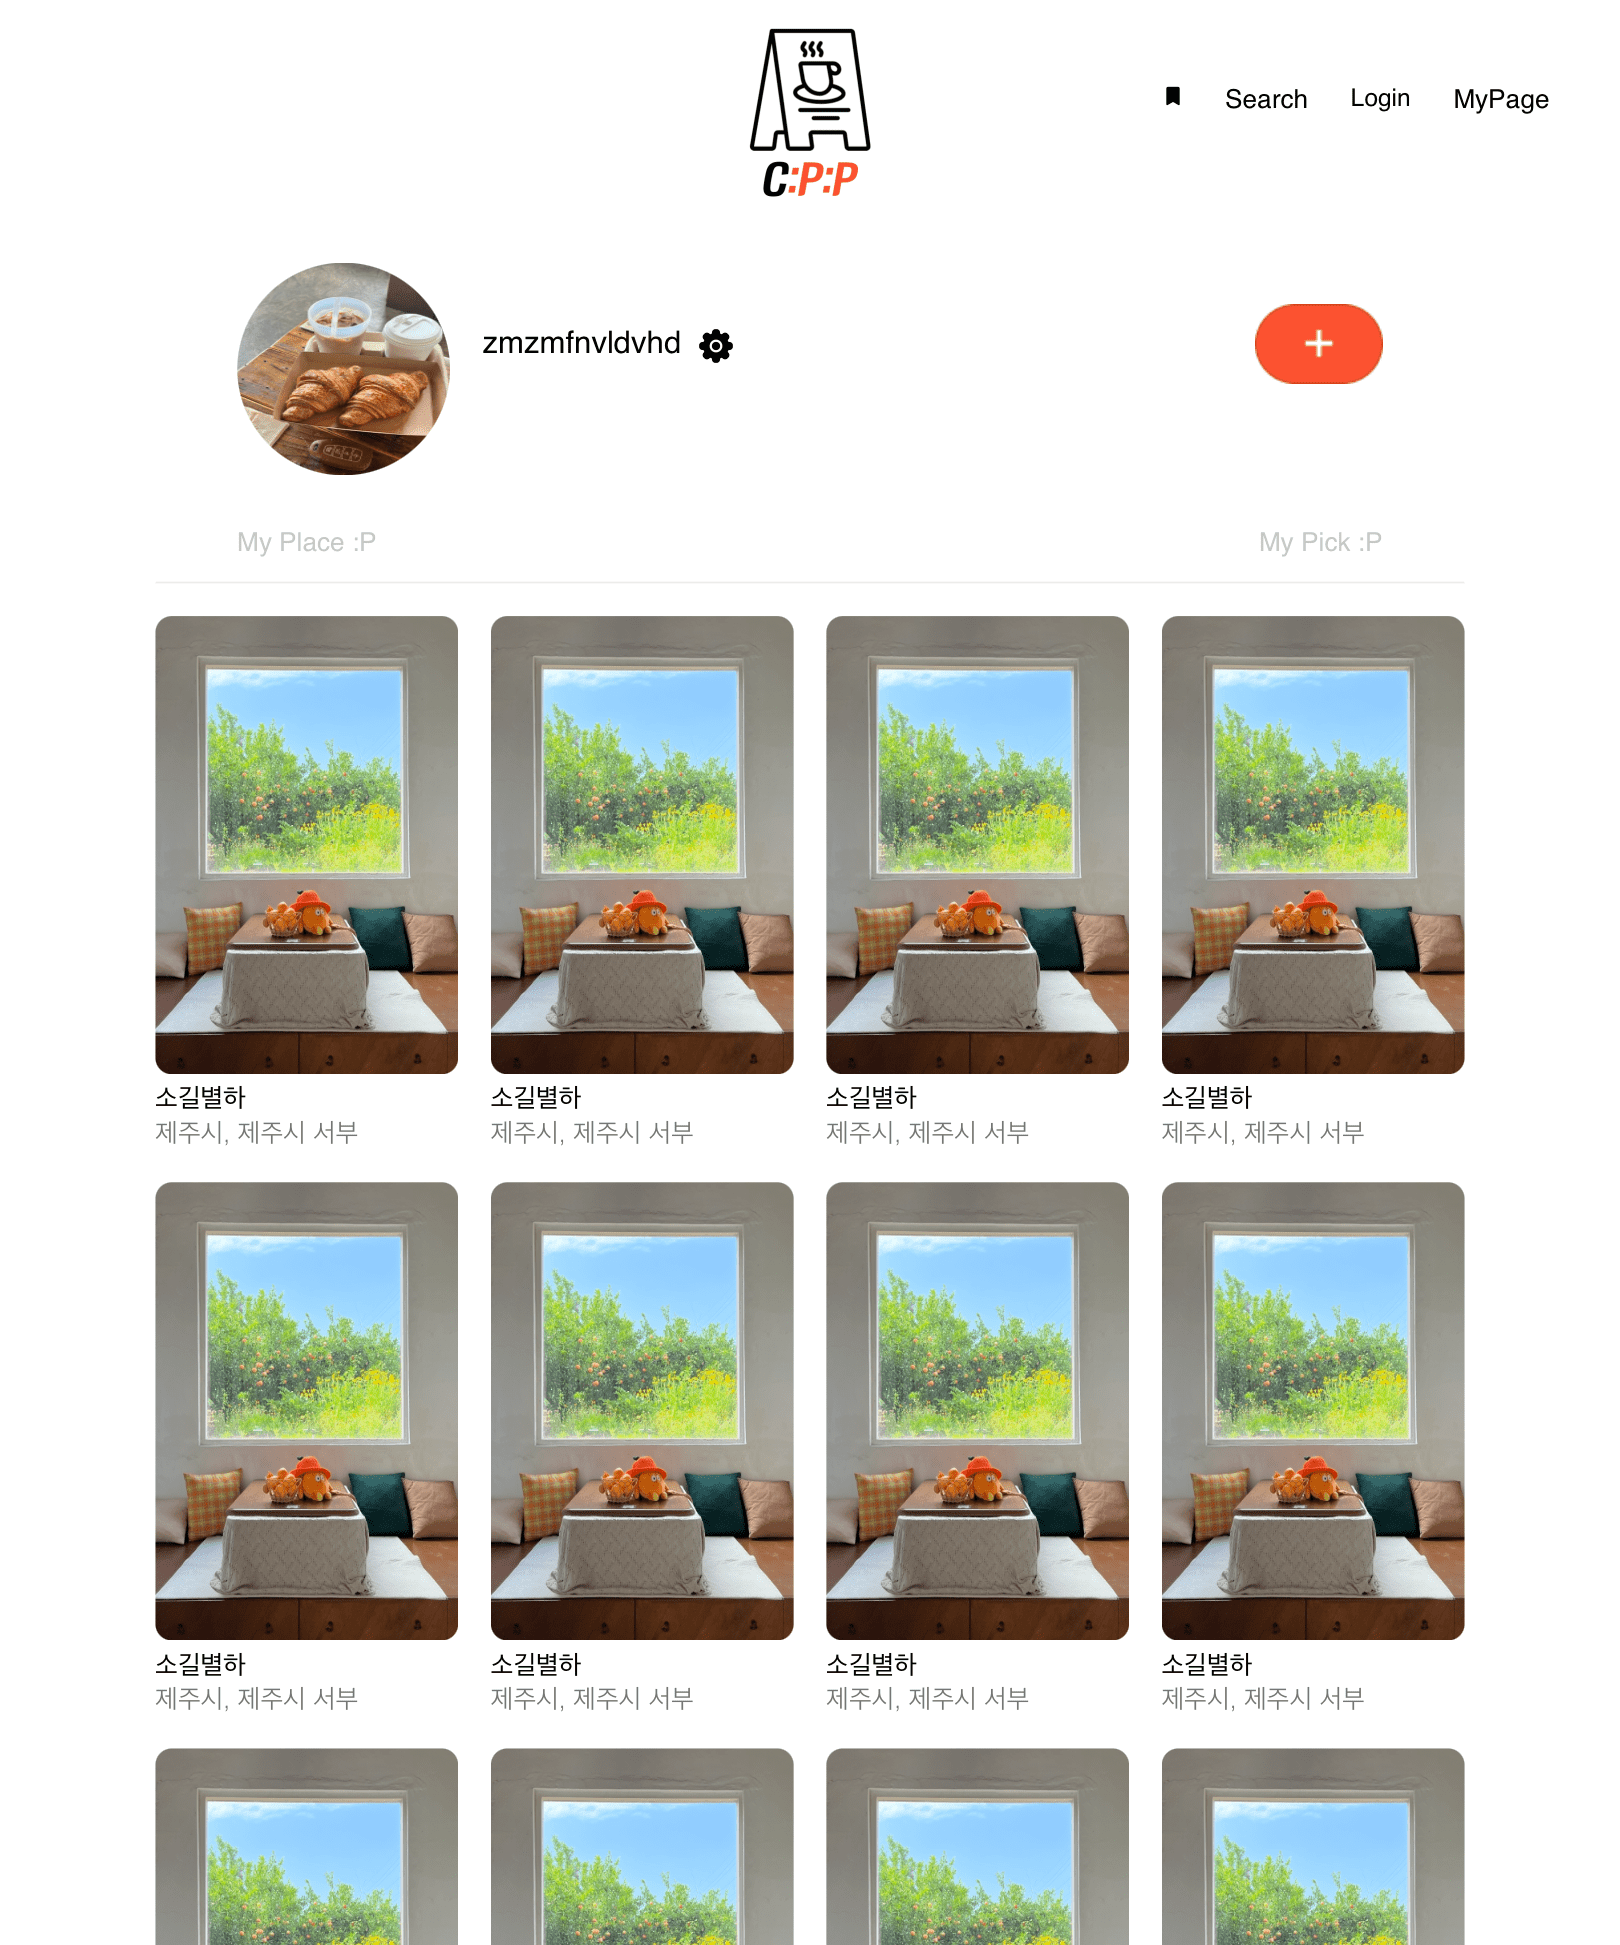 C:P:P
Search Login MyPage
zmzmfnvldvhd
My Place :P My Pick :P
소길별하 소길별하 소길별하 소길별하
제주시, 제주시 서부 제주시, 제주시 서부 제주시, 제주시 서부 제주시, 제주시 서부
소길별하 소길별하 소길별하 소길별하
제주시, 제주시 서부 제주시, 제주시 서부 제주시, 제주시 서부 제주시, 제주시 서부